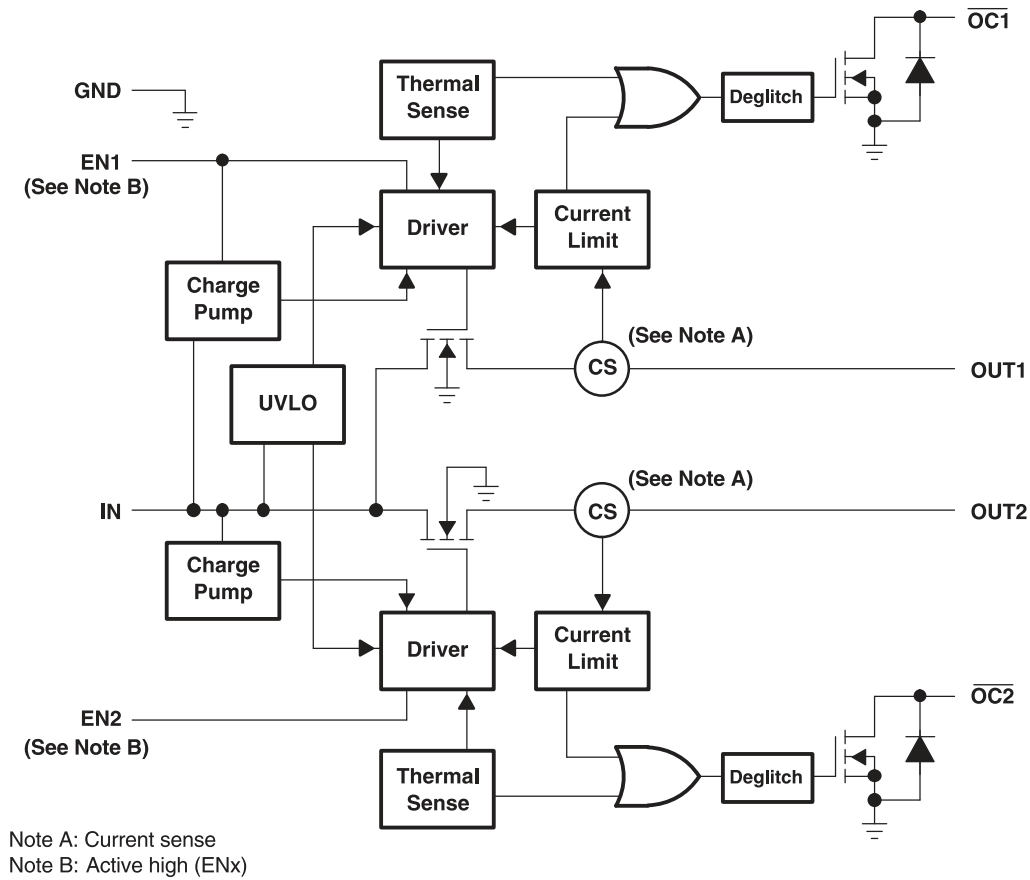 OC1
Thermal
Sense
Deglitch
GND
EN1
(See Note B)
Driver
Current
Limit
Charge
Pump
(See Note A)
CS
OUT1
UVLO
(See Note A)
IN
CS
OUT2
Charge
Pump
Driver
Current
Limit
OC2
EN2
(See Note B)
Thermal
Sense
Deglitch
Note A: Current sense
Note B: Active high (ENx)